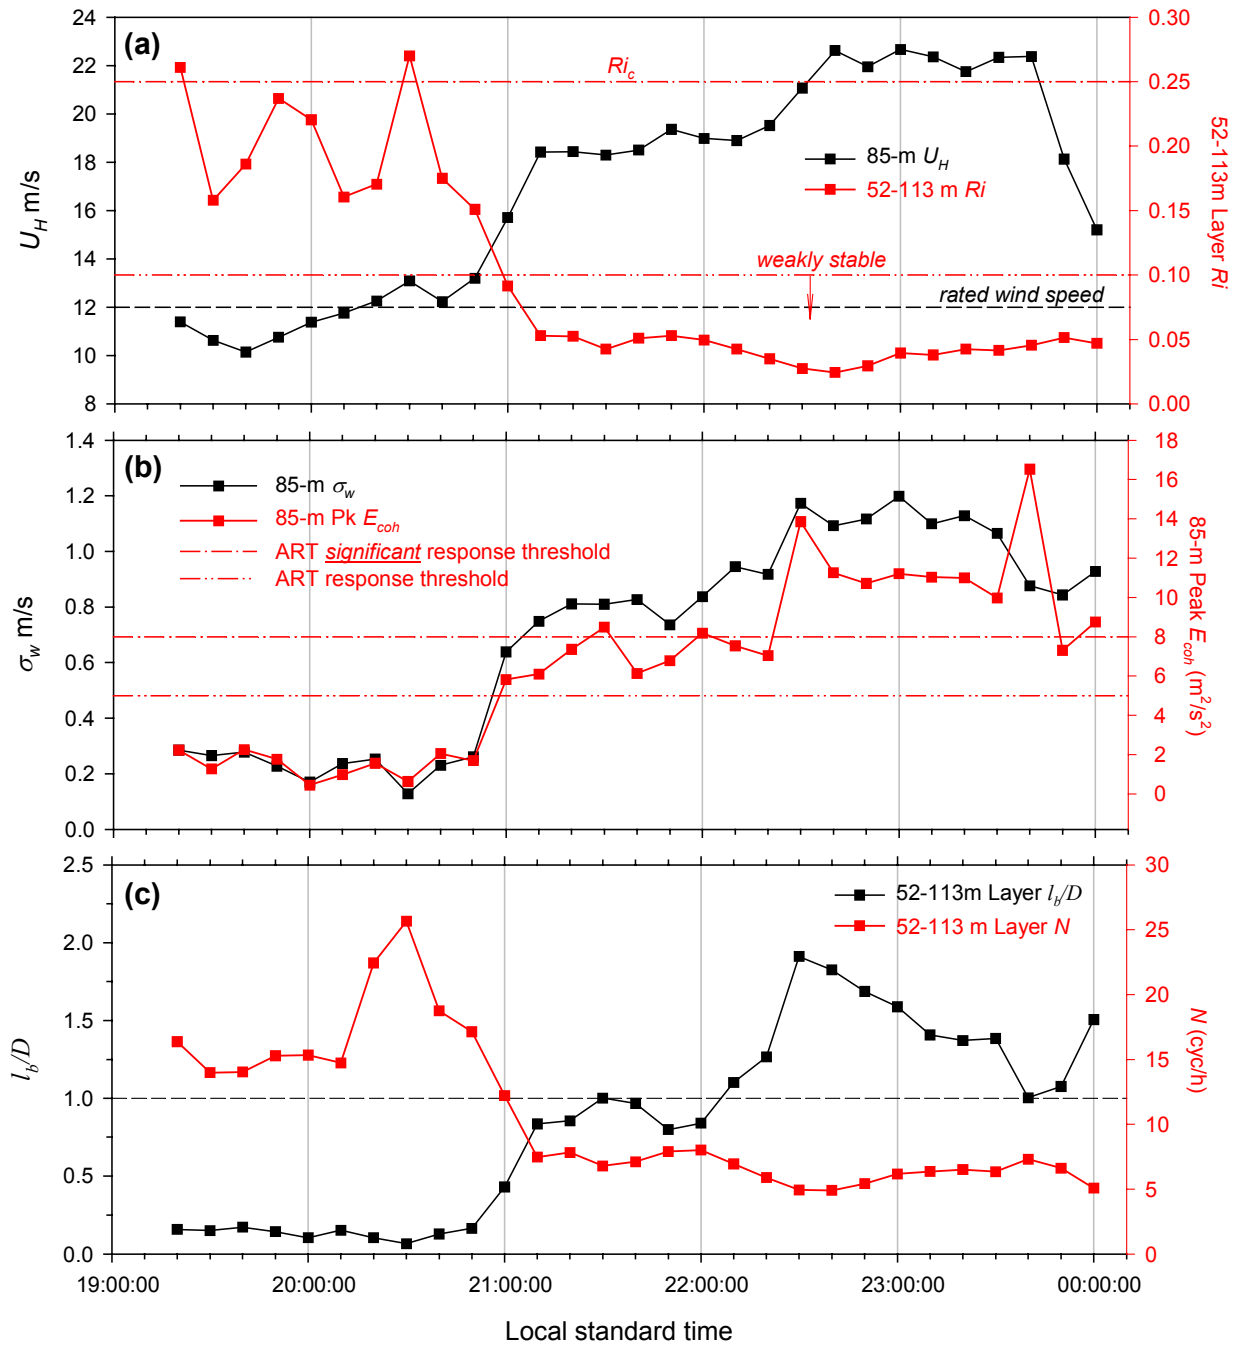 (a)
24
22
20
18
16
14
12
10
8
U_H m/s
0.30
0.25
0.20
0.15
0.10
0.05
0.00
52-113m Layer Ri
Ri_c
85-m U_H
52-113 m Ri
weakly stable
rated wind speed
(b)
1.4
1.2
1.0
0.8
0.6
0.4
0.2
0.0
σ_w m/s
18
16
14
12
10
8
6
4
2
0
85-m Peak E_coh (m²/s²)
85-m σ_w
85-m Pk E_coh
ART significant response threshold
ART response threshold
(c)
2.5
2.0
1.5
1.0
0.5
0.0
l_b/D
30
25
20
15
10
5
0
N (cyc/h)
52-113m Layer l_b/D
52-113 m Layer N
19:00:00 20:00:00 21:00:00 22:00:00 23:00:00 00:00:00
Local standard time